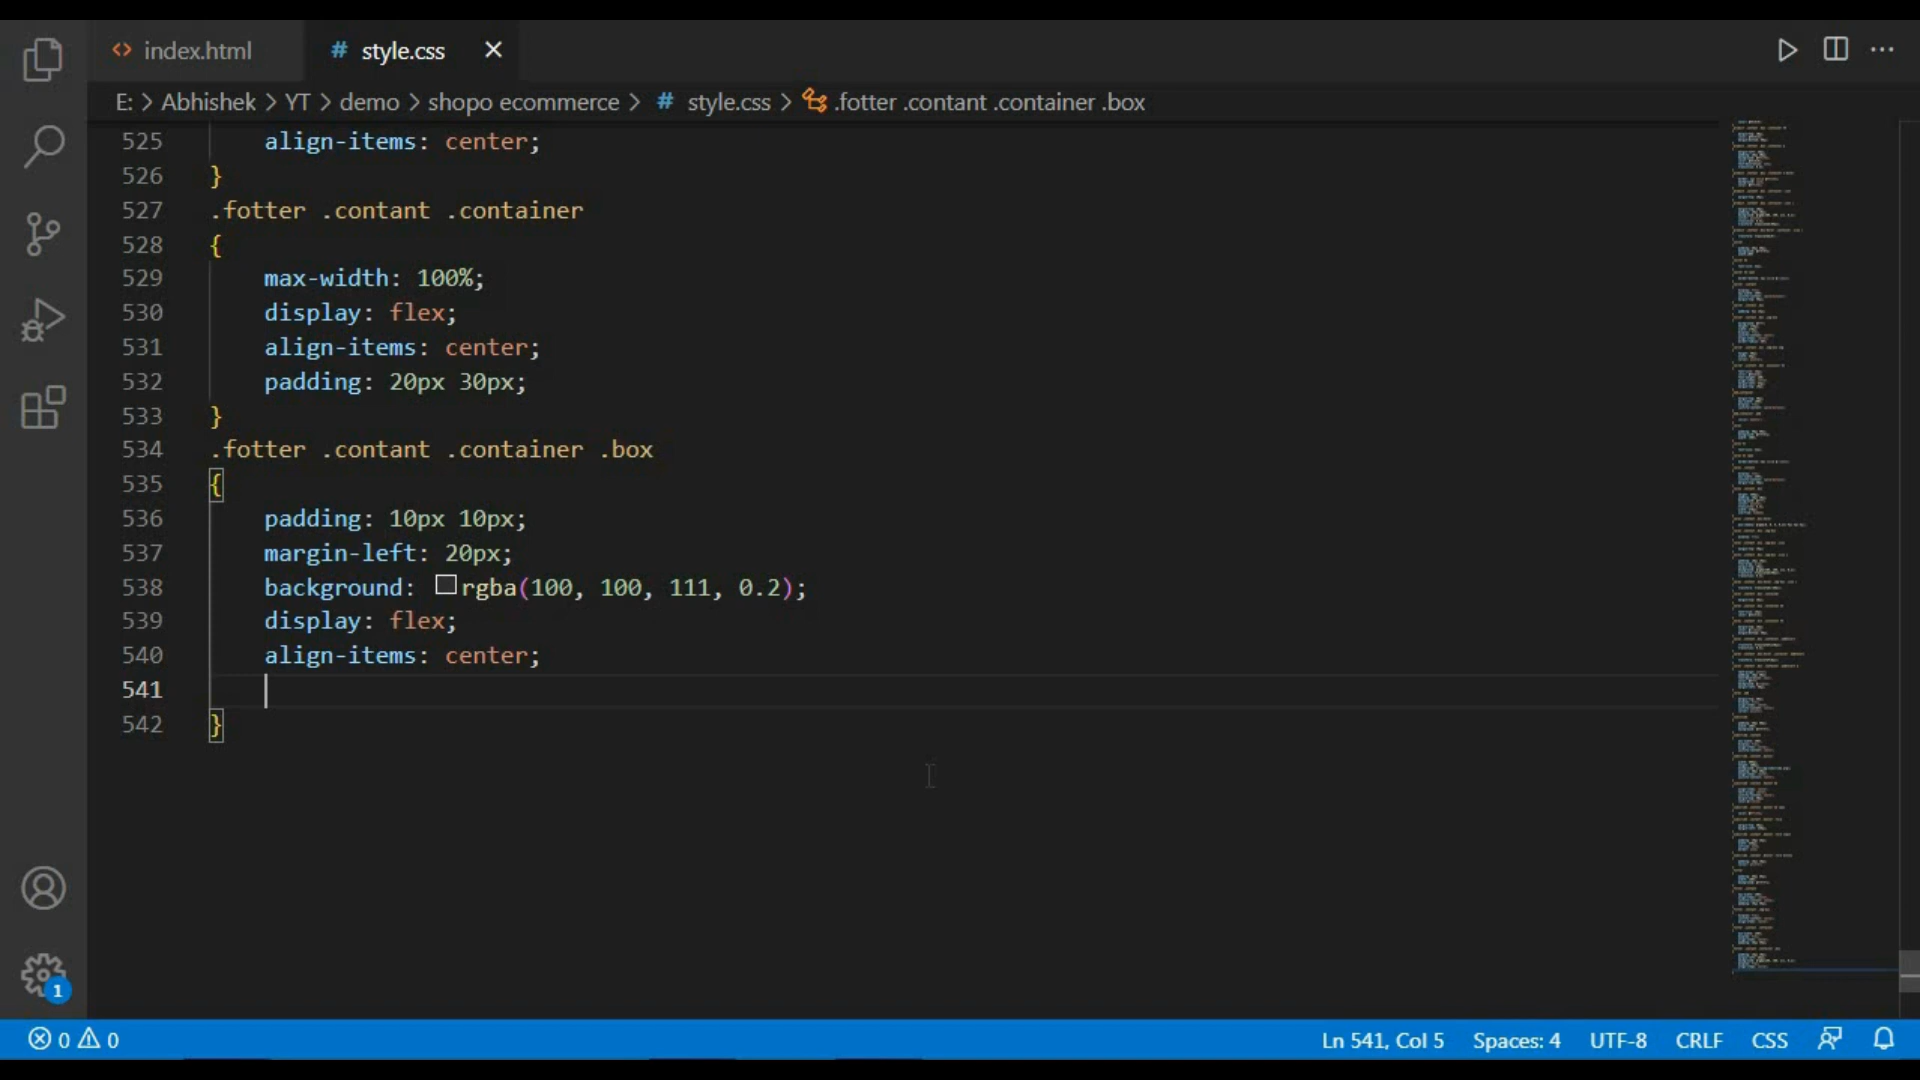 index.html
style.css
E: > Abhishek > YT > demo > shopo ecommerce > # style.css > .fotter .contant .container .box
525 align-items: center;
526 }
527 .fotter .contant .container
528 {
529 max-width: 100%;
530 display: flex;
531 align-items: center;
532 padding: 20px 30px;
533 }
534 .fotter .contant .container .box
535 {
536 padding: 10px 10px;
537 margin-left: 20px;
538 background: rgba(100, 100, 111, 0.2);
539 display: flex;
540 align-items: center;
541
542 }
1
0 0 Ln 541, Col 5 Spaces: 4 UTF-8 CRLF CSS